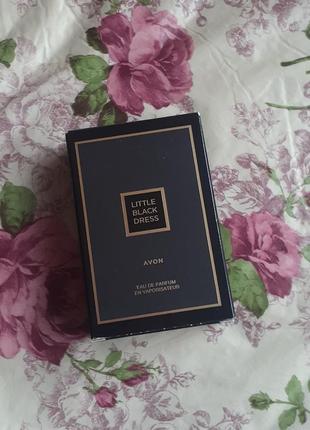 LITTLE
BLACK
DRESS
AVON
EAU DE PARFUM
EN VAPORISATEUR